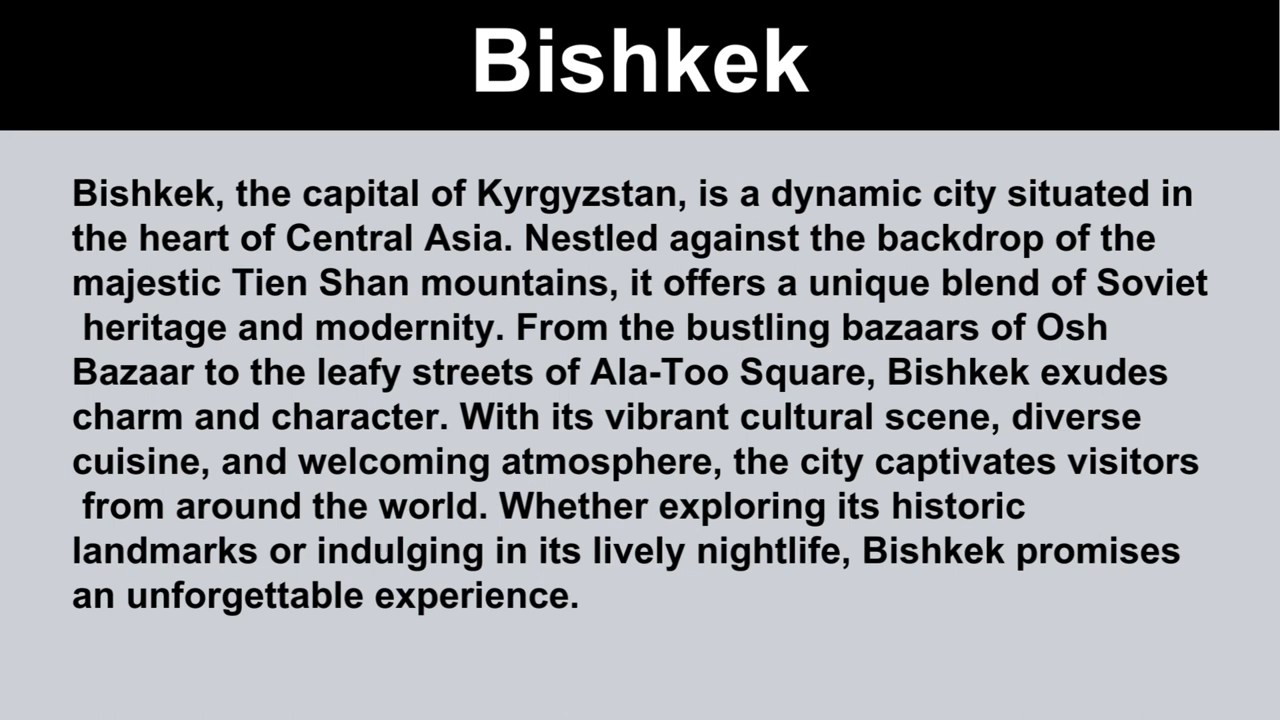 Bishkek
Bishkek, the capital of Kyrgyzstan, is a dynamic city situated in
the heart of Central Asia. Nestled against the backdrop of the
majestic Tien Shan mountains, it offers a unique blend of Soviet
heritage and modernity. From the bustling bazaars of Osh
Bazaar to the leafy streets of Ala-Too Square, Bishkek exudes
charm and character. With its vibrant cultural scene, diverse
cuisine, and welcoming atmosphere, the city captivates visitors
from around the world. Whether exploring its historic
landmarks or indulging in its lively nightlife, Bishkek promises
an unforgettable experience.